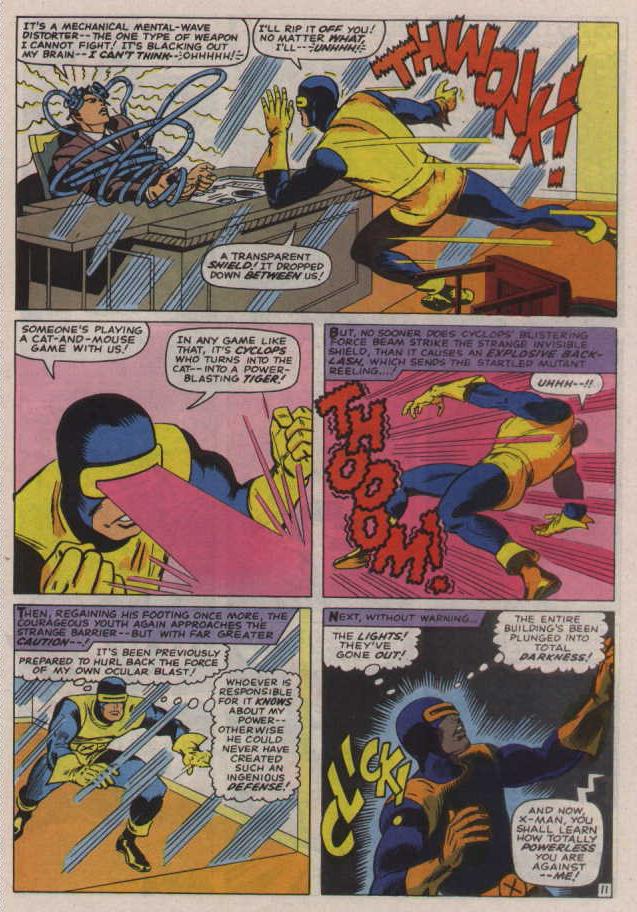 IT'S A MECHANICAL MENTAL-WAVE
DISTORTER--THE ONE TYPE OF WEAPON
I CANNOT FIGHT! IT'S BLACKING OUT
MY BRAIN--I CAN'T THINK--OHHHHH!
I'LL RIP IT OFF YOU!
NO MATTER WHAT,
I'LL--UNHHH!
THWONK!
A TRANSPARENT
SHIELD! IT DROPPED
DOWN BETWEEN US!
SOMEONE'S PLAYING
A CAT-AND-MOUSE
GAME WITH US!
IN ANY GAME LIKE
THAT, IT'S CYCLOPS
WHO TURNS INTO THE
CAT--INTO A POWER-
BLASTING TIGER!
BUT, NO SOONER DOES CYCLOPS' BLISTERING
FORCE BEAM STRIKE THE STRANGE INVISIBLE
SHIELD, THAN IT CAUSES AN EXPLOSIVE BACK-
LASH, WHICH SENDS THE STARTLED MUTANT
REELING...!
UHHH--!!
THOOOM!
THEN, REGAINING HIS FOOTING ONCE MORE, THE
COURAGEOUS YOUTH AGAIN APPROACHES THE
STRANGE BARRIER--BUT WITH FAR GREATER
CAUTION--!
IT'S BEEN PREVIOUSLY
PREPARED TO HURL BACK THE FORCE
OF MY OWN OCULAR BLAST!
WHOEVER IS
RESPONSIBLE
FOR IT KNOWS
ABOUT MY
POWER--
OTHERWISE
HE COULD
NEVER HAVE
CREATED
SUCH AN
INGENIOUS
DEFENSE!
NEXT, WITHOUT WARNING...
THE LIGHTS!
THEY'VE
GONE OUT!
THE ENTIRE
BUILDING'S BEEN
PLUNGED INTO
TOTAL
DARKNESS!
CLICK!
AND NOW,
X-MAN, YOU
SHALL LEARN
HOW TOTALLY
POWERLESS
YOU ARE
AGAINST
--ME!
X
11